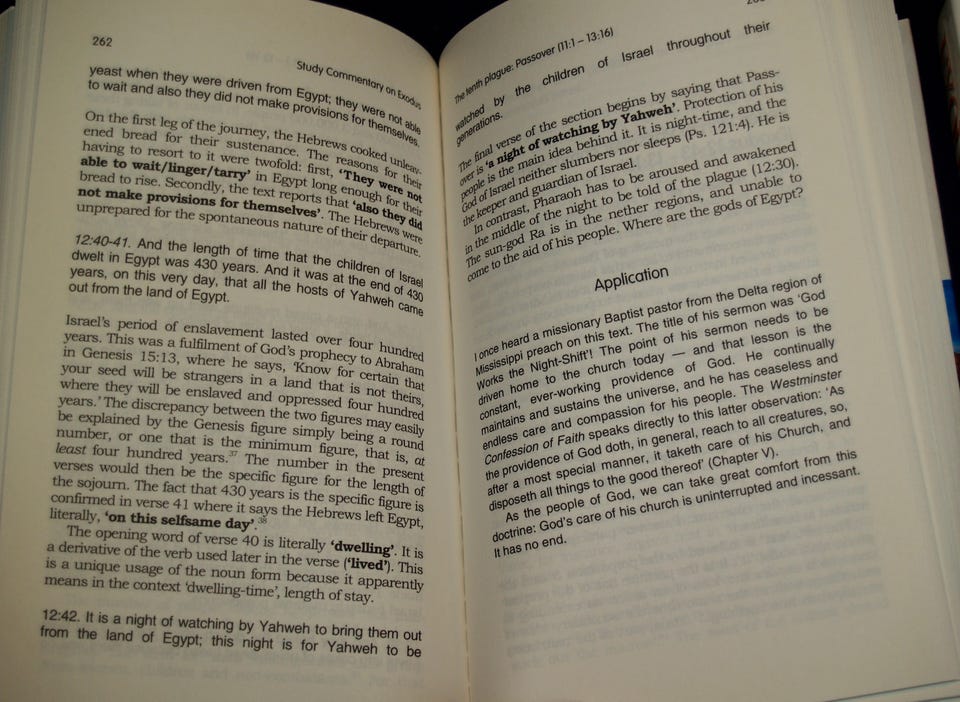 262
Study Commentary on Exodus
yeast when they were driven from Egypt; they were not able
to wait and also they did not make provisions for themselves.
On the first leg of the journey, the Hebrews cooked unleav-
ened bread for their sustenance. The reasons for their
having to resort to it were twofold: first, ‘They were not
able to wait/linger/tarry’ in Egypt long enough for their
bread to rise. Secondly, the text reports that ‘also they did
not make provisions for themselves’. The Hebrews were
unprepared for the spontaneous nature of their departure.
12:40-41. And the length of time that the children of Israel
dwelt in Egypt was 430 years. And it was at the end of 430
years, on this very day, that all the hosts of Yahweh came
out from the land of Egypt.
Israel’s period of enslavement lasted over four hundred
years. This was a fulfilment of God’s prophecy to Abraham
in Genesis 15:13, where he says, ‘Know for certain that
your seed will be strangers in a land that is not theirs,
where they will be enslaved and oppressed four hundred
years.’ The discrepancy between the two figures may easily
be explained by the Genesis figure simply being a round
number, or one that is the minimum figure, that is, at
least four hundred years.37 The number in the present
verses would then be the specific figure for the length of
the sojourn. The fact that 430 years is the specific figure is
confirmed in verse 41 where it says the Hebrews left Egypt,
literally, ‘on this selfsame day’.38
The opening word of verse 40 is literally ‘dwelling’. It is
a derivative of the verb used later in the verse (‘lived’). This
is a unique usage of the noun form because it apparently
means in the context ‘dwelling-time’, length of stay.
12:42. It is a night of watching by Yahweh to bring them out
from the land of Egypt; this night is for Yahweh to be
The tenth plague: Passover (11:1 – 13:16)
watched by the children of Israel throughout their
generations.
The final verse of the section begins by saying that Pass-
over is ‘a night of watching by Yahweh’. Protection of his
people is the main idea behind it. It is night-time, and the
God of Israel neither slumbers nor sleeps (Ps. 121:4). He is
the keeper and guardian of Israel.
In contrast, Pharaoh has to be aroused and awakened
in the middle of the night to be told of the plague (12:30).
The sun-god Ra is in the nether regions, and unable to
come to the aid of his people. Where are the gods of Egypt?
Application
I once heard a missionary Baptist pastor from the Delta region of
Mississippi preach on this text. The title of his sermon was ‘God
Works the Night-Shift’! The point of his sermon needs to be
driven home to the church today — and that lesson is the
constant, ever-working providence of God. He continually
maintains and sustains the universe, and he has ceaseless and
endless care and compassion for his people. The Westminster
Confession of Faith speaks directly to this latter observation: ‘As
the providence of God doth, in general, reach to all creatures, so,
after a most special manner, it taketh care of his Church, and
disposeth all things to the good thereof’ (Chapter V).
As the people of God, we can take great comfort from this
doctrine: God’s care of his church is uninterrupted and incessant.
It has no end.